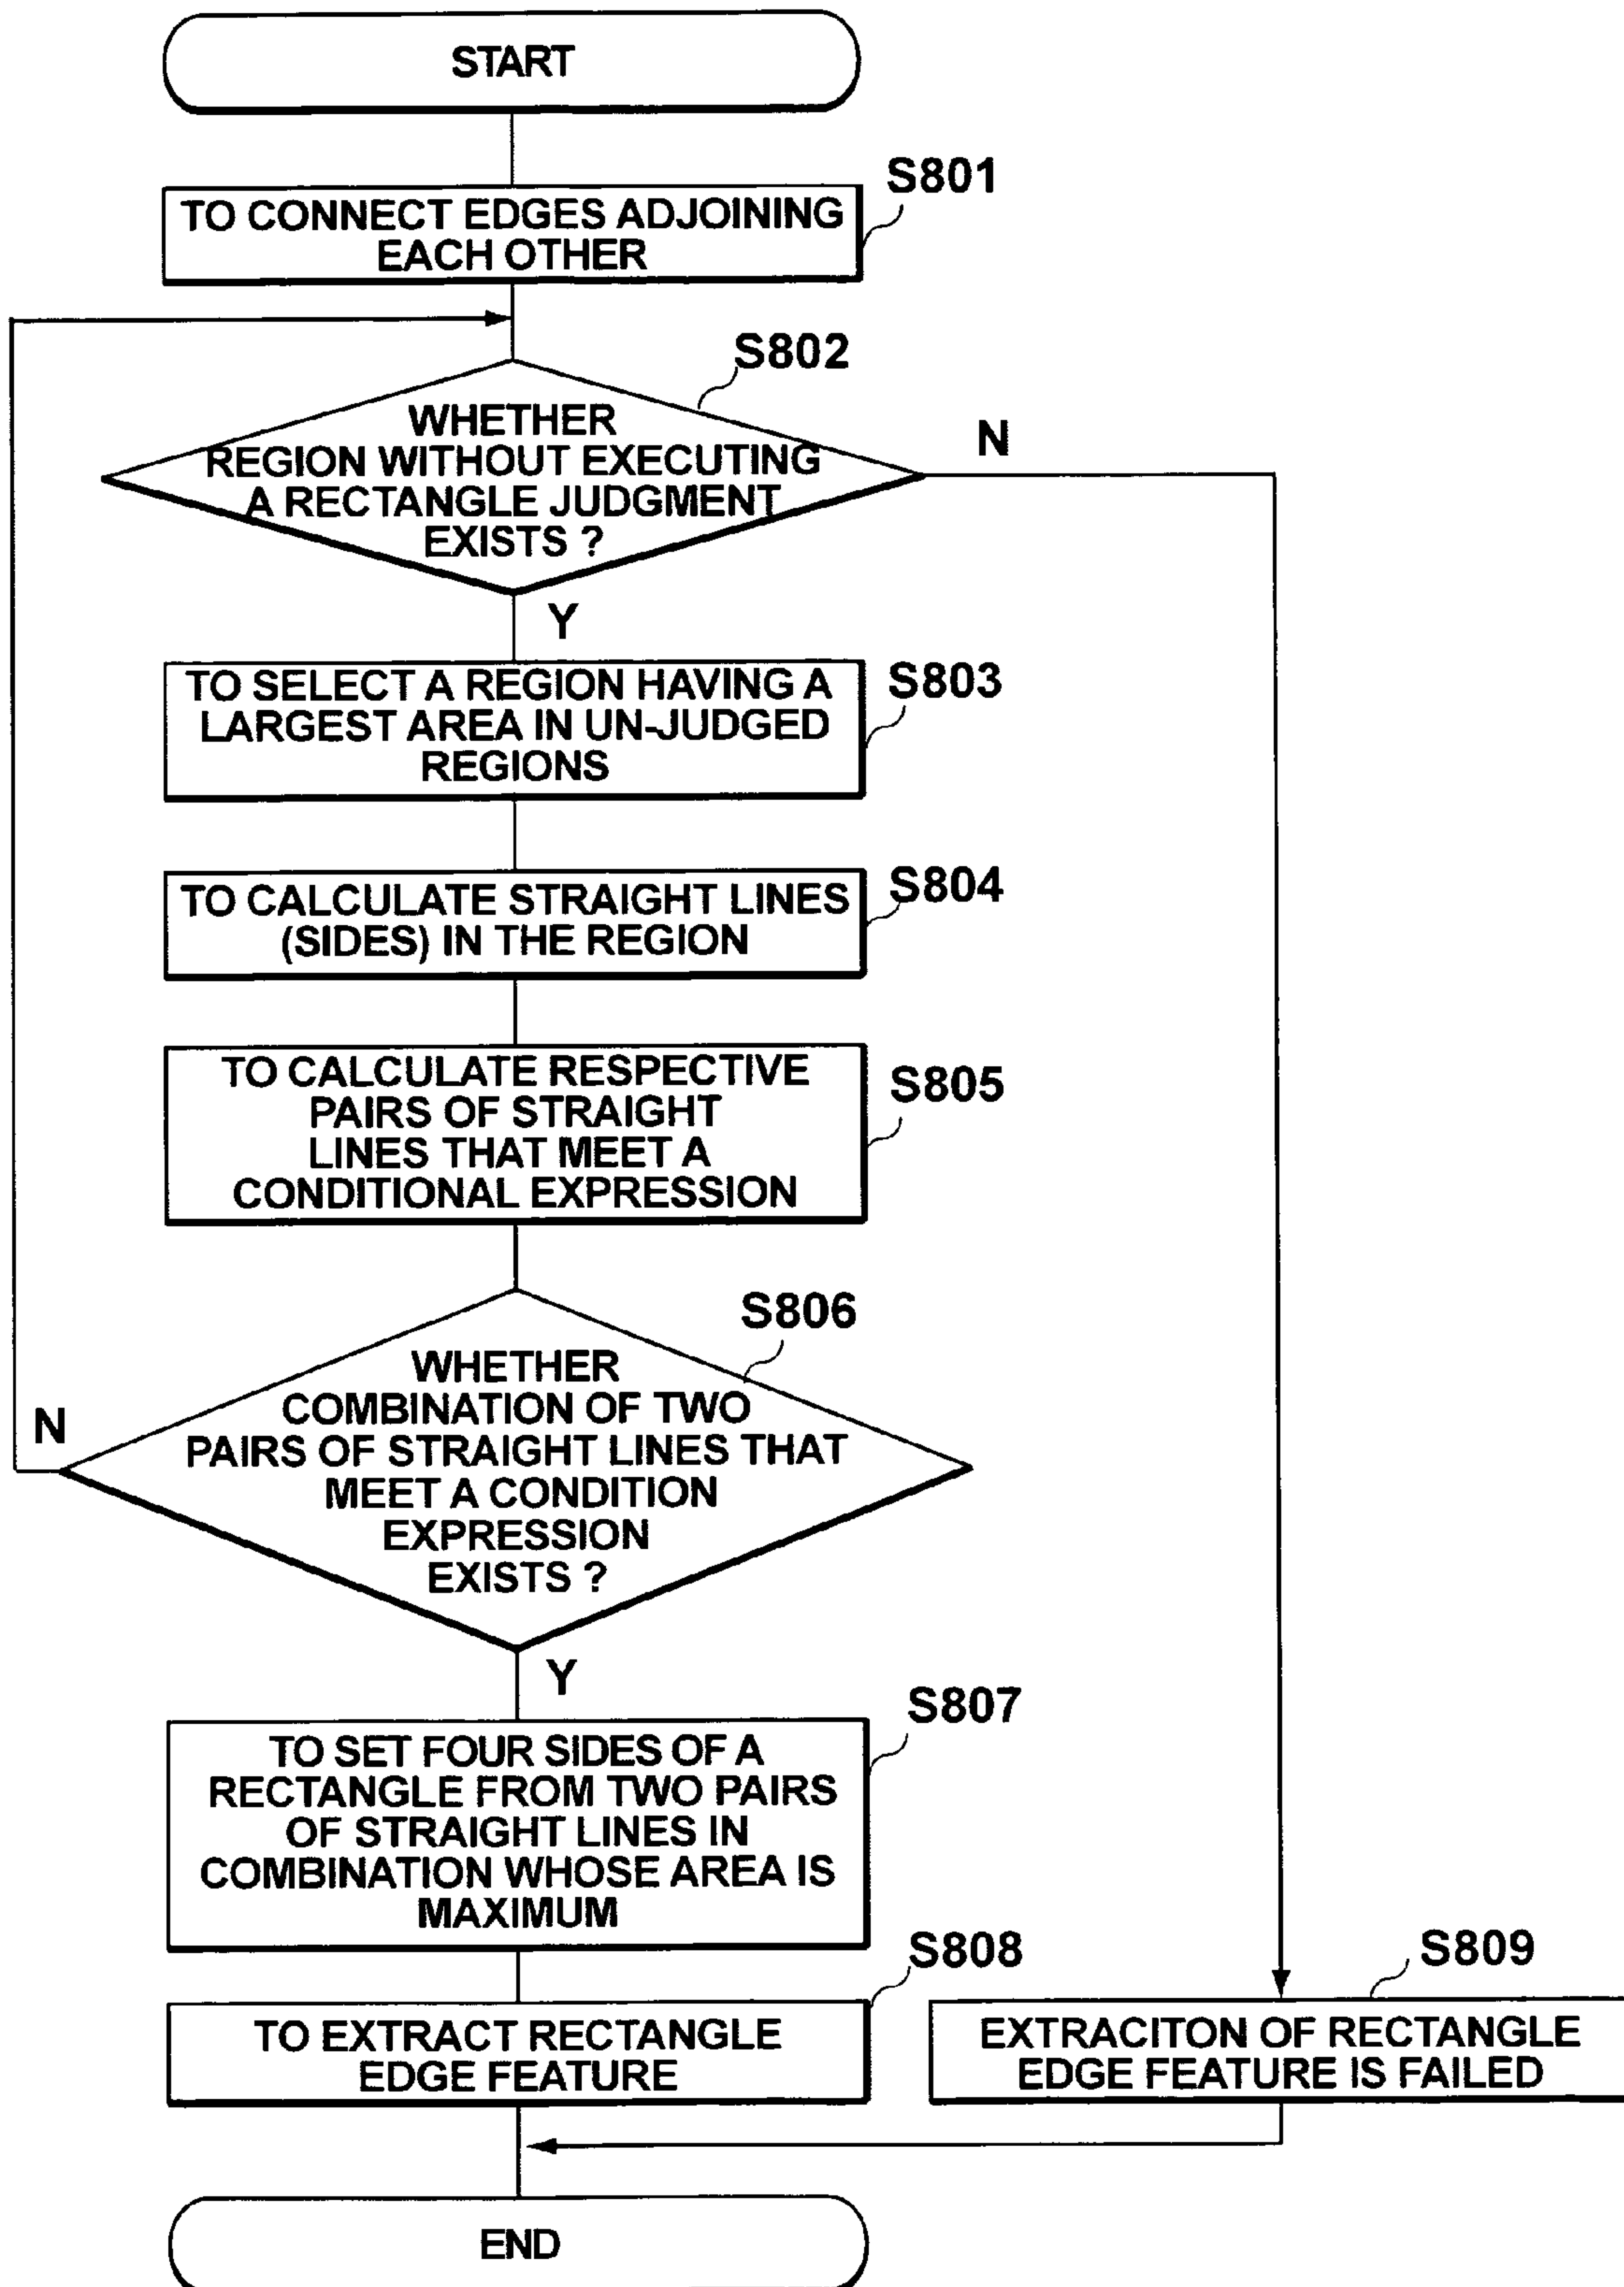 START
S801
TO CONNECT EDGES ADJOINING
EACH OTHER
S802
WHETHER
REGION WITHOUT EXECUTING
A RECTANGLE JUDGMENT
EXISTS ?
N
Y
TO SELECT A REGION HAVING A
LARGEST AREA IN UN-JUDGED
REGIONS
S803
TO CALCULATE STRAIGHT LINES
(SIDES) IN THE REGION
S804
TO CALCULATE RESPECTIVE
PAIRS OF STRAIGHT
LINES THAT MEET A
CONDITIONAL EXPRESSION
S805
S806
WHETHER
COMBINATION OF TWO
PAIRS OF STRAIGHT LINES THAT
MEET A CONDITION
EXPRESSION
EXISTS ?
N
Y
S807
TO SET FOUR SIDES OF A
RECTANGLE FROM TWO PAIRS
OF STRAIGHT LINES IN
COMBINATION WHOSE AREA IS
MAXIMUM
S808
TO EXTRACT RECTANGLE
EDGE FEATURE
S809
EXTRACITON OF RECTANGLE
EDGE FEATURE IS FAILED
END